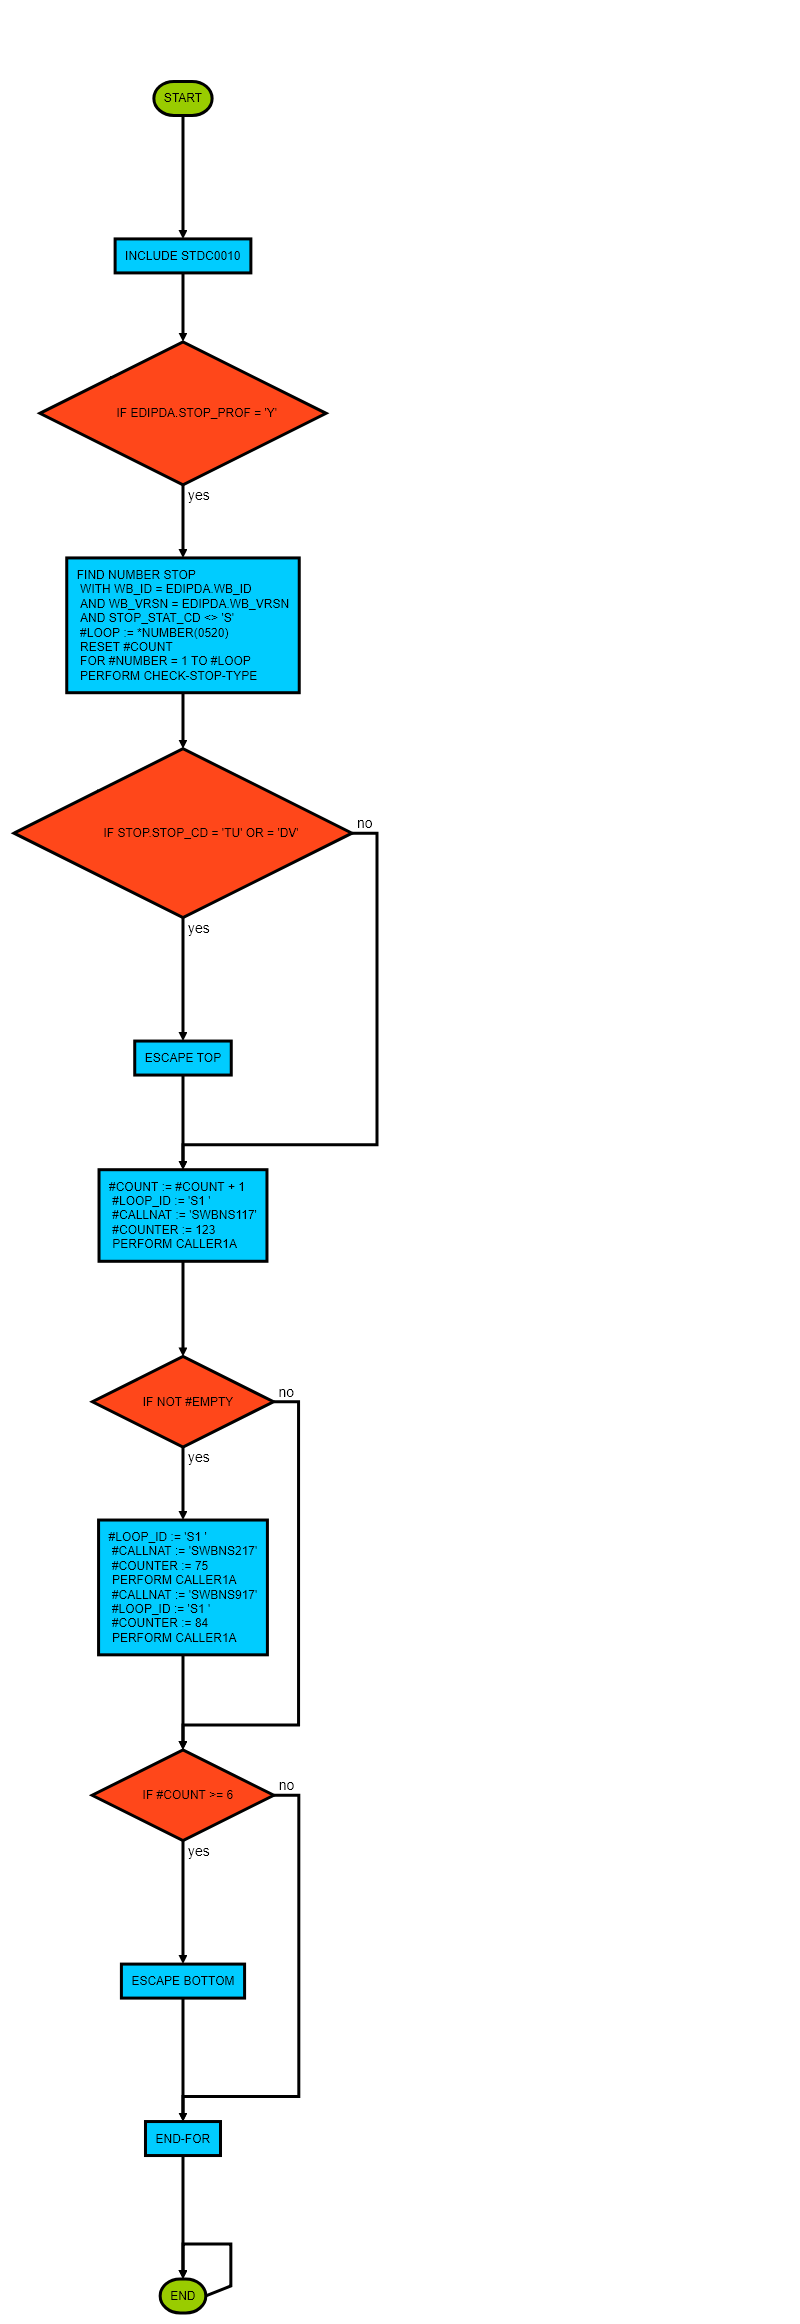 START
INCLUDE STDC0010
IF EDIPDA.STOP_PROF = 'Y'
yes
FIND NUMBER STOP
WITH WB_ID = EDIPDA.WB_ID
AND WB_VRSN = EDIPDA.WB_VRSN
AND STOP_STAT_CD <> 'S'
#LOOP := *NUMBER(0520)
RESET #COUNT
FOR #NUMBER = 1 TO #LOOP
PERFORM CHECK-STOP-TYPE
IF STOP.STOP_CD = 'TU' OR = 'DV'
no
yes
ESCAPE TOP
#COUNT := #COUNT + 1
#LOOP_ID := 'S1 '
#CALLNAT := 'SWBNS117'
#COUNTER := 123
PERFORM CALLER1A
IF NOT #EMPTY
no
yes
#LOOP_ID := 'S1 '
#CALLNAT := 'SWBNS217'
#COUNTER := 75
PERFORM CALLER1A
#CALLNAT := 'SWBNS917'
#LOOP_ID := 'S1 '
#COUNTER := 84
PERFORM CALLER1A
IF #COUNT >= 6
no
yes
ESCAPE BOTTOM
END-FOR
END